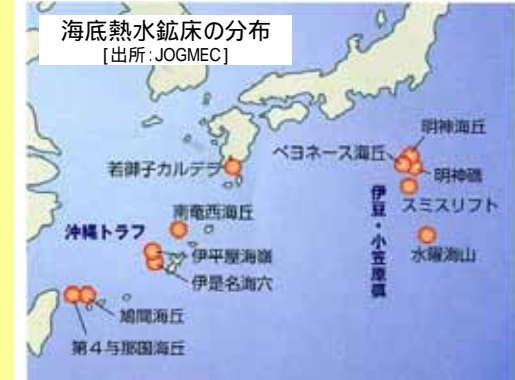 海底熱水鉱床の分布
[出所:JOGMEC]
明神海丘
ベヨネース海丘
明神礁
若御子カルデラ
スミスリフト
伊豆・小笠原弧
南奄西海丘
沖縄トラフ
伊平屋海嶺
水曜海山
伊是名海穴
鳩間海丘
第4与那国海丘